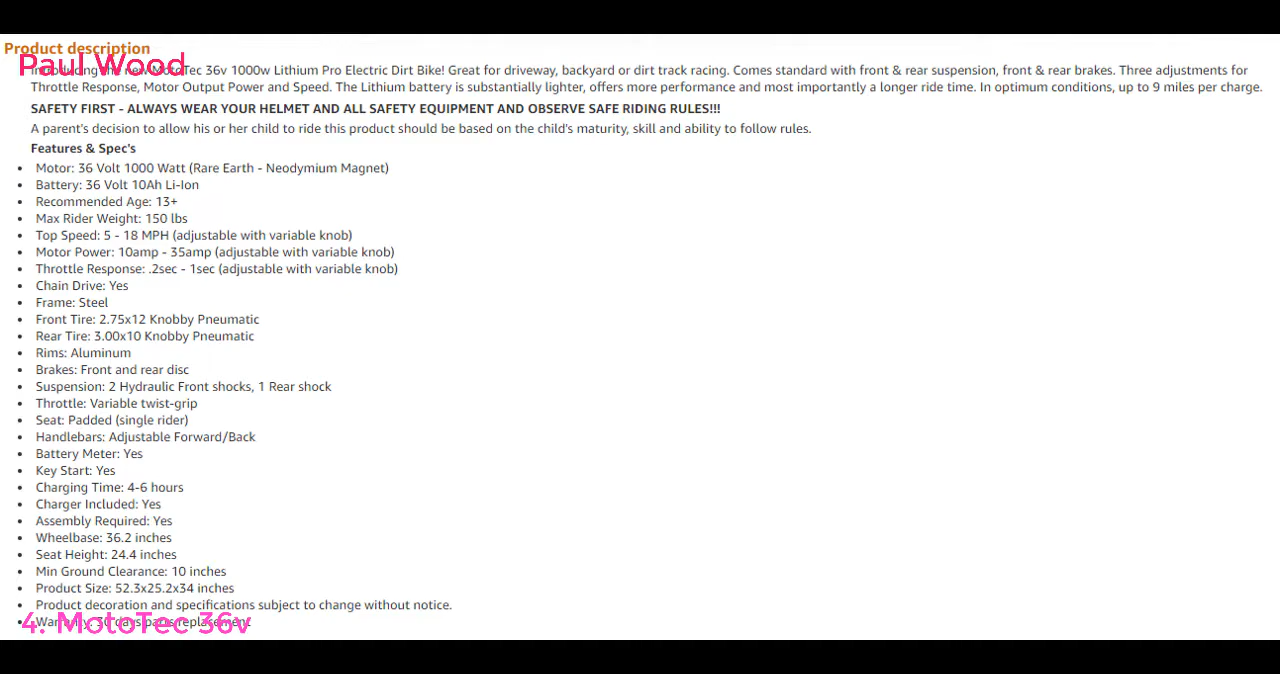 Product description
Paul Wood
Introducing the new MotoTec 36v 1000w Lithium Pro Electric Dirt Bike! Great for driveway, backyard or dirt track racing. Comes standard with front & rear suspension, front & rear brakes. Three adjustments for
Throttle Response, Motor Output Power and Speed. The Lithium battery is substantially lighter, offers more performance and most importantly a longer ride time. In optimum conditions, up to 9 miles per charge.
SAFETY FIRST - ALWAYS WEAR YOUR HELMET AND ALL SAFETY EQUIPMENT AND OBSERVE SAFE RIDING RULES!!!
A parent's decision to allow his or her child to ride this product should be based on the child's maturity, skill and ability to follow rules.
Features & Spec's
• Motor: 36 Volt 1000 Watt (Rare Earth - Neodymium Magnet)
• Battery: 36 Volt 10Ah Li-Ion
• Recommended Age: 13+
• Max Rider Weight: 150 lbs
• Top Speed: 5 - 18 MPH (adjustable with variable knob)
• Motor Power: 10amp - 35amp (adjustable with variable knob)
• Throttle Response: .2sec - 1sec (adjustable with variable knob)
• Chain Drive: Yes
• Frame: Steel
• Front Tire: 2.75x12 Knobby Pneumatic
• Rear Tire: 3.00x10 Knobby Pneumatic
• Rims: Aluminum
• Brakes: Front and rear disc
• Suspension: 2 Hydraulic Front shocks, 1 Rear shock
• Throttle: Variable twist-grip
• Seat: Padded (single rider)
• Handlebars: Adjustable Forward/Back
• Battery Meter: Yes
• Key Start: Yes
• Charging Time: 4-6 hours
• Charger Included: Yes
• Assembly Required: Yes
• Wheelbase: 36.2 inches
• Seat Height: 24.4 inches
• Min Ground Clearance: 10 inches
• Product Size: 52.3x25.2x34 inches
• Product decoration and specifications subject to change without notice.
• Warranty: 30 days parts replacement
4. MotoTec 36v